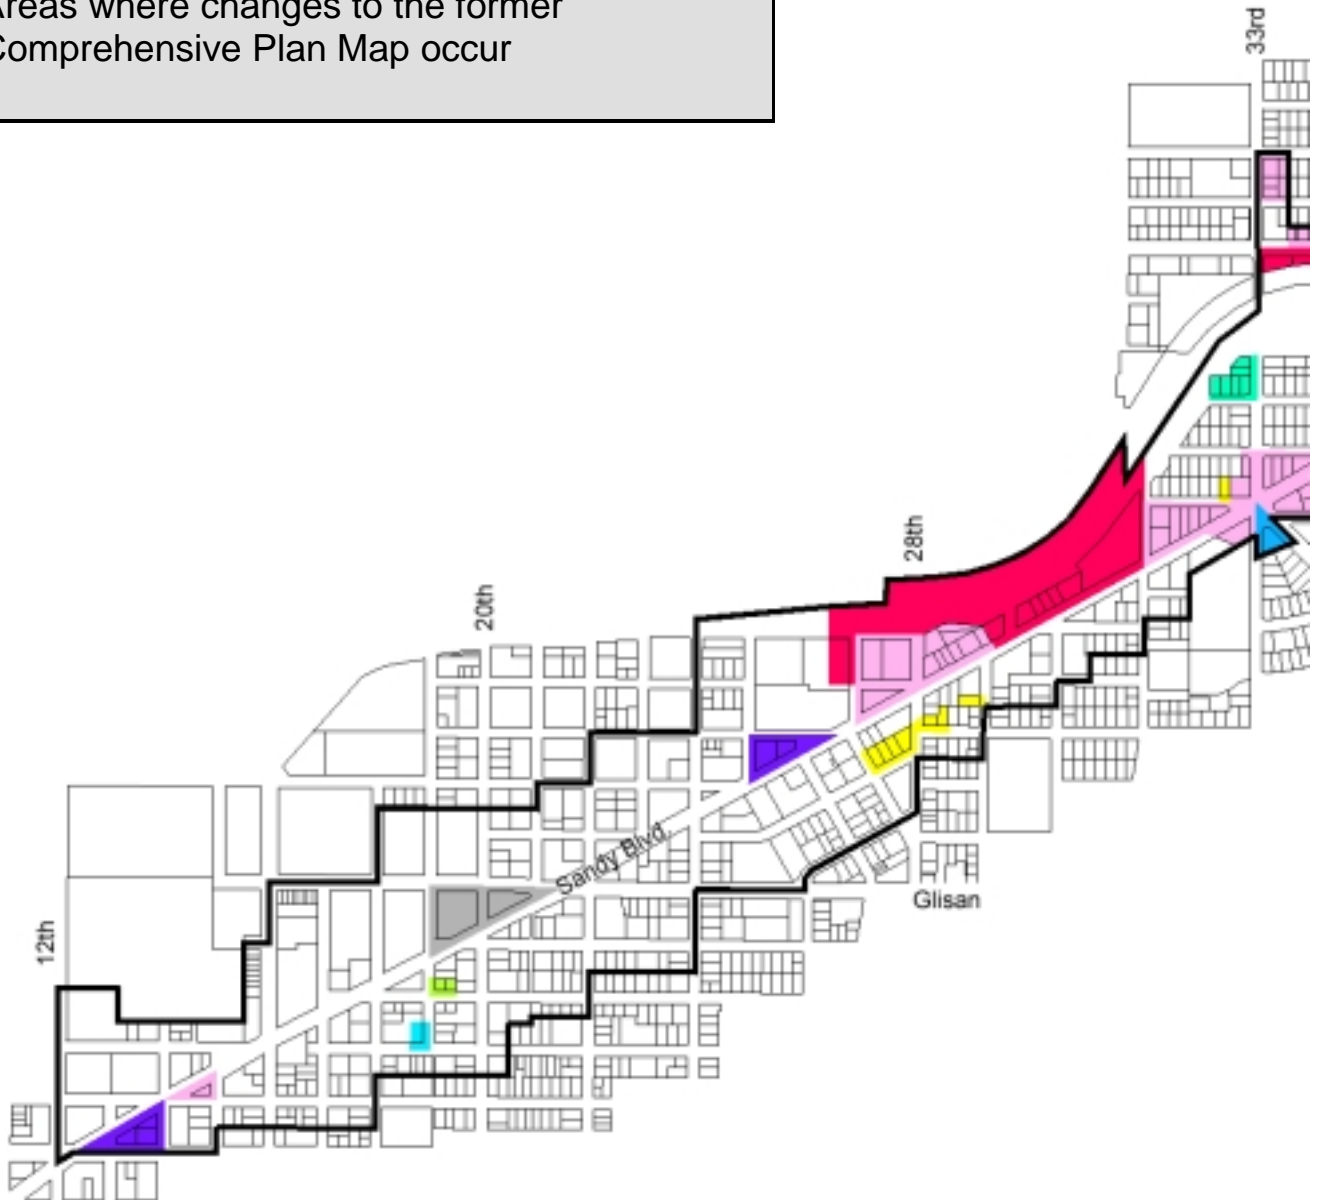 Areas where changes to the former
Comprehensive Plan Map occur
33rd
28th
20th
Sandy Blvd.
Glisan
12th